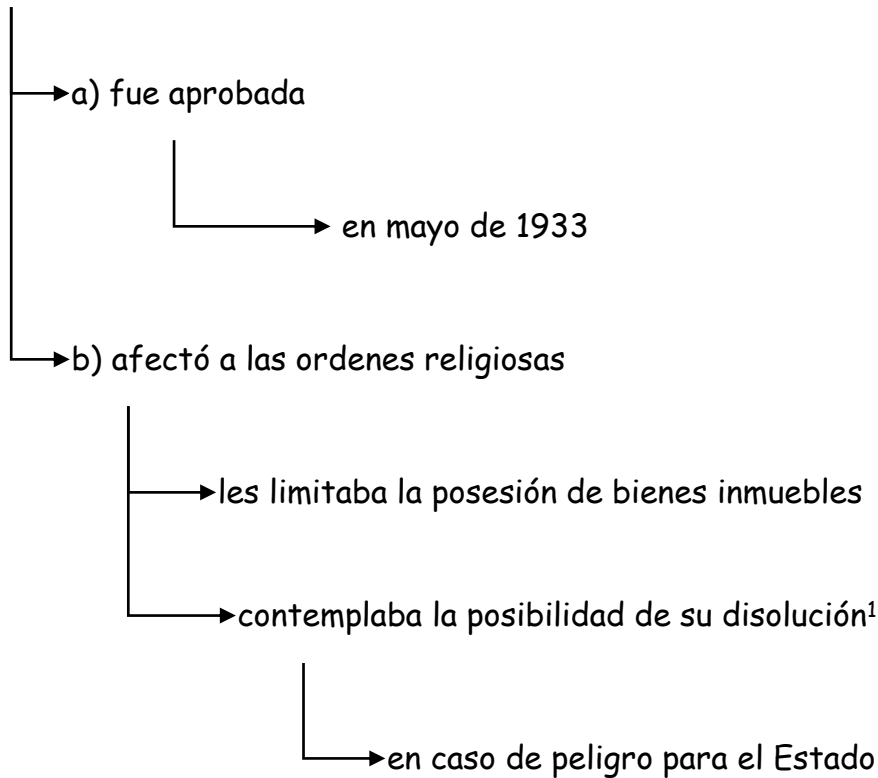 a) fue aprobada
en mayo de 1933
b) afectó a las ordenes religiosas
les limitaba la posesión de bienes inmuebles
contemplaba la posibilidad de su disolución¹
en caso de peligro para el Estado